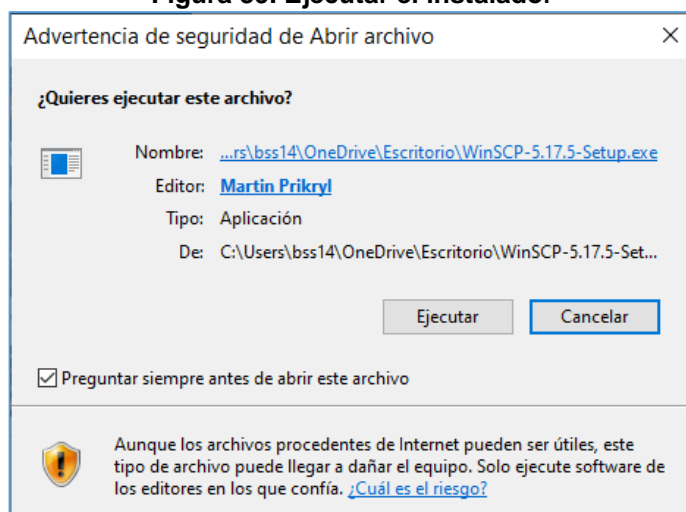 Figura 35. Ejecutar el instalador
Advertencia de seguridad de Abrir archivo
¿Quieres ejecutar este archivo?
Nombre: ...rs\bss14\OneDrive\Escritorio\WinSCP-5.17.5-Setup.exe
Editor: Martin Prikryl
Tipo: Aplicación
De: C:\Users\bss14\OneDrive\Escritorio\WinSCP-5.17.5-Set...
Ejecutar Cancelar
Preguntar siempre antes de abrir este archivo
Aunque los archivos procedentes de Internet pueden ser útiles, este
tipo de archivo puede llegar a dañar el equipo. Solo ejecute software de
los editores en los que confía. ¿Cuál es el riesgo?